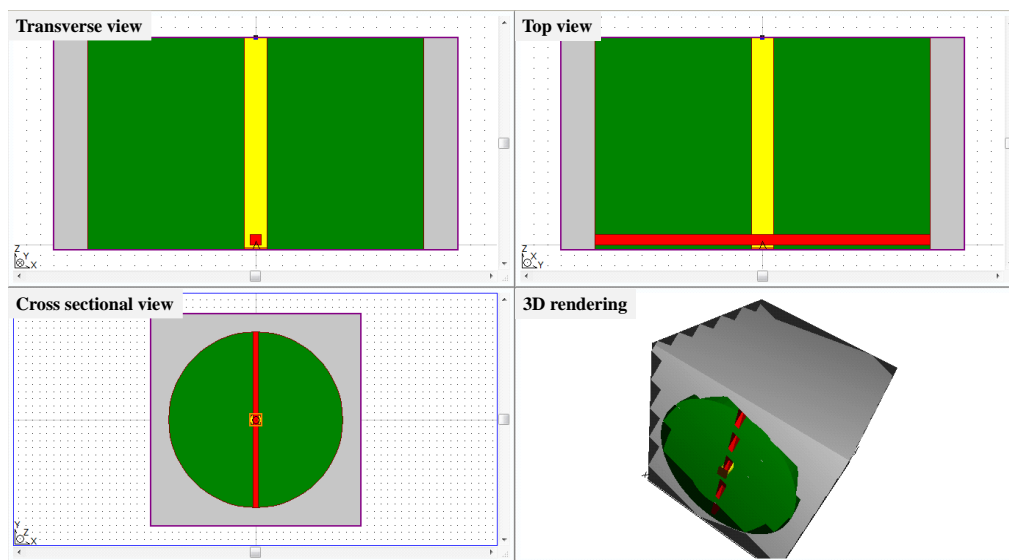 Transverse view
Top view
Z
Y
X
Z
X
Y
Cross sectional view
3D rendering
Y
Z
X